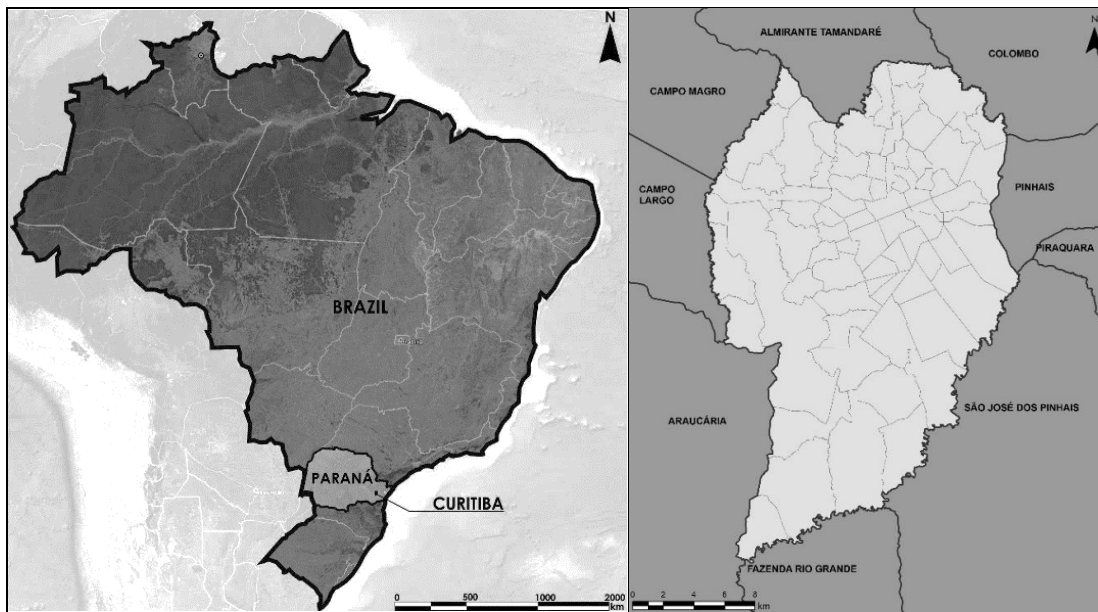 N
BRAZIL
PARANÁ
CURITIBA
0 500 1000 2000
km
ALMIRANTE TAMANDARÉ
N
COLOMBO
CAMPO MAGRO
CAMPO
LARGO
PINHAIS
PIRAQUARA
ARAUCÁRIA
SÃO JOSÉ DOS PINHAIS
FAZENDA RIO GRANDE
0 2 4 6 8
km